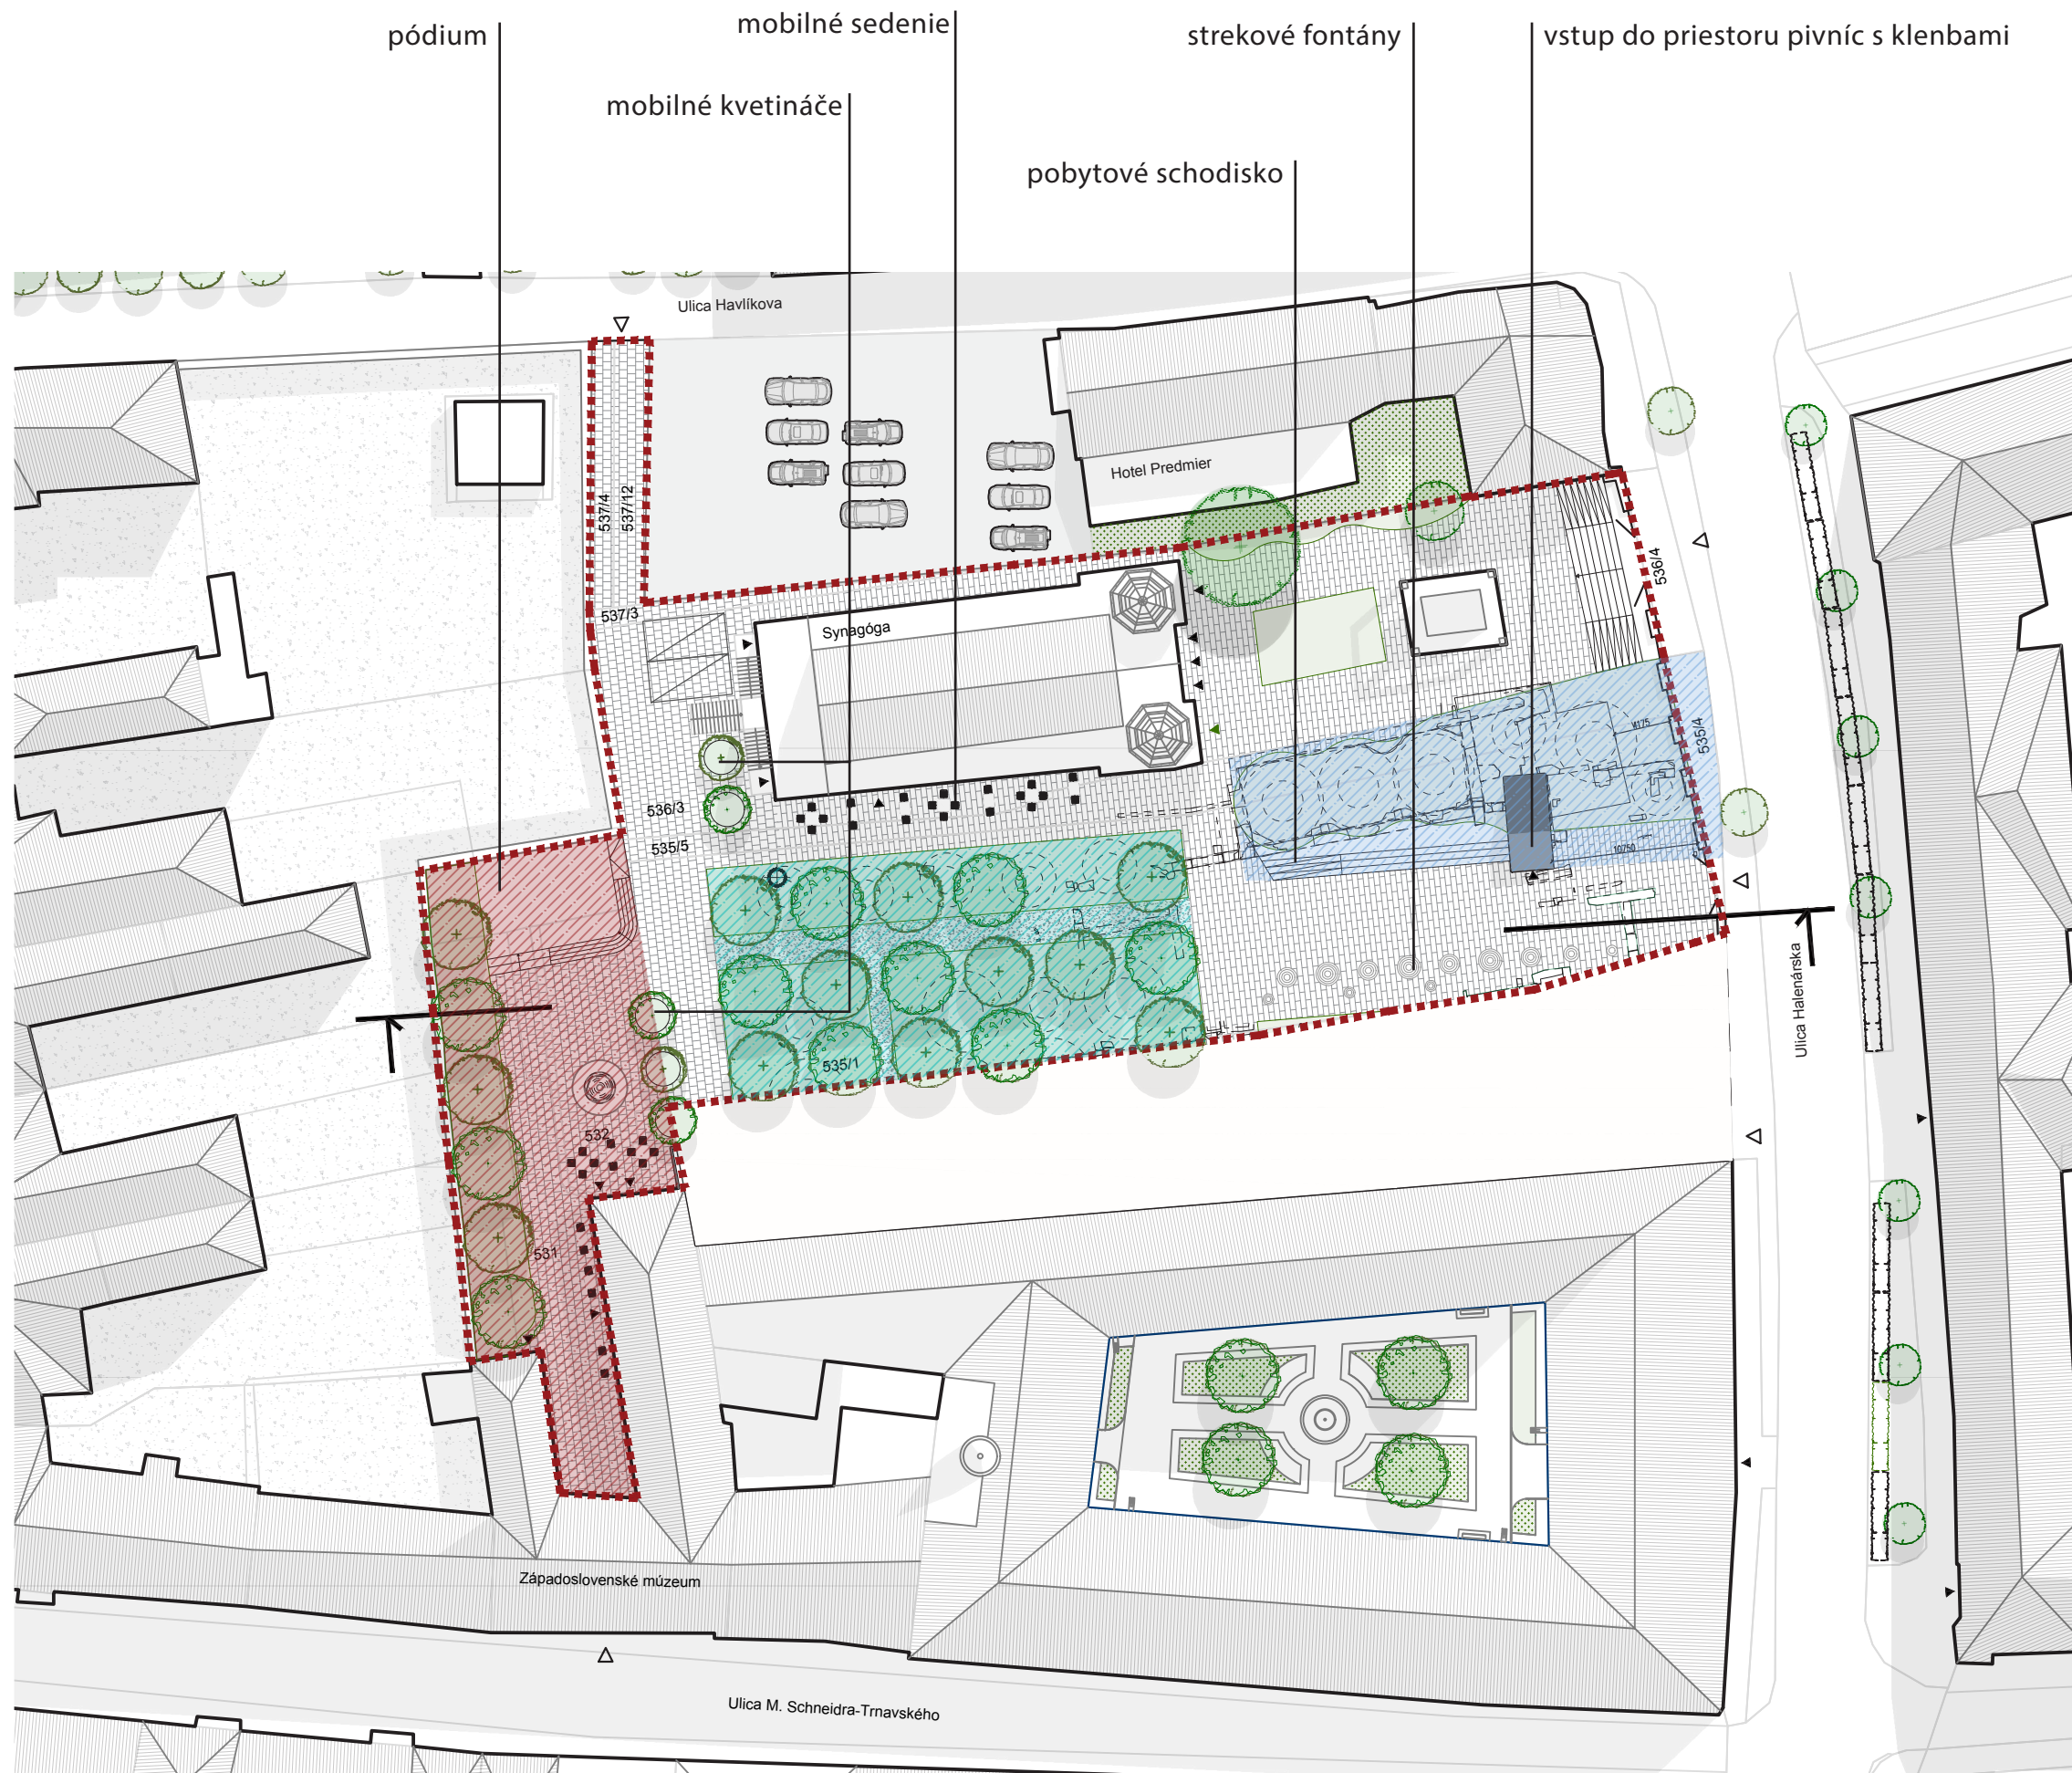 mobilné sedenie
pódium
strekové fontány
vstup do priestoru pivníc s klenbami
mobilné kvetináče
pobytové schodisko
Ulica Havlíkova
Hotel Predmier
537/4
537/12
536/4
537/3
Synagóga
4175
535/4
536/3
535/5
10750
Ulica Halenárska
535/1
532
531
Západoslovenské múzeum
Ulica M. Schneidra-Trnavského